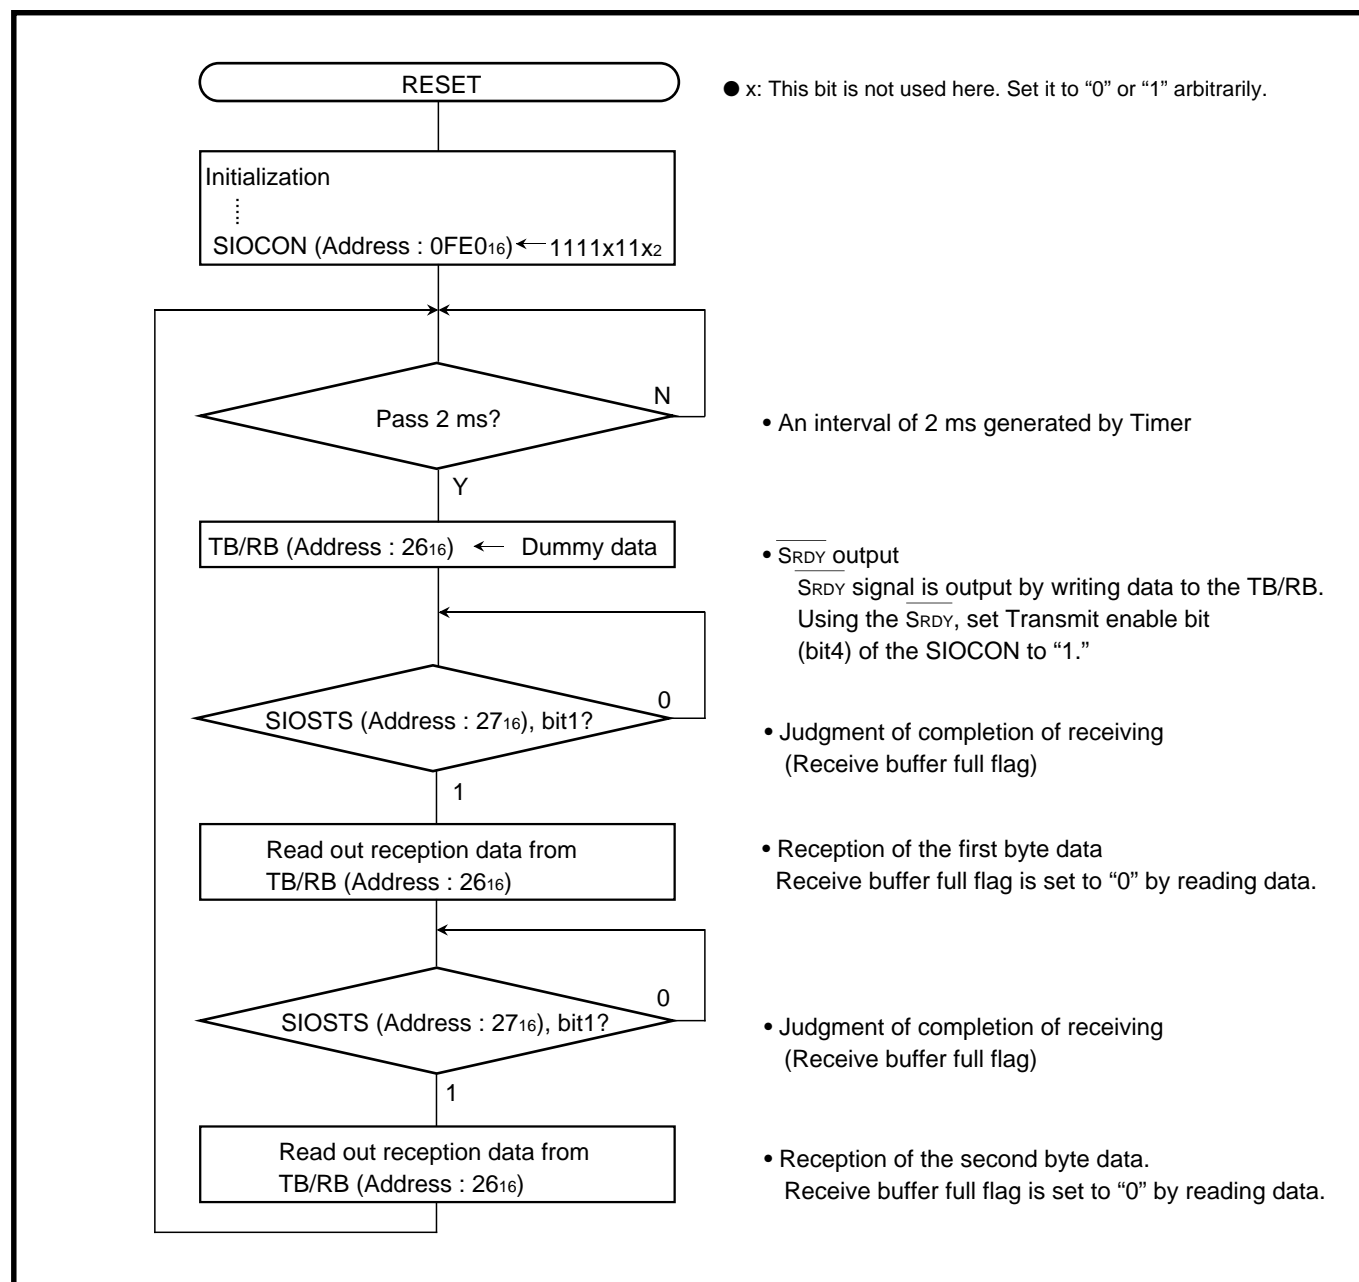 RESET
● x: This bit is not used here. Set it to “0” or “1” arbitrarily.
Initialization
SIOCON (Address : 0FE016) ← 1111x11x2
Pass 2 ms?
N
• An interval of 2 ms generated by Timer
Y
TB/RB (Address : 2616) ← Dummy data
• SRDY output
SRDY signal is output by writing data to the TB/RB.
Using the SRDY, set Transmit enable bit
(bit4) of the SIOCON to “1.”
SIOSTS (Address : 2716), bit1?
0
• Judgment of completion of receiving
(Receive buffer full flag)
1
Read out reception data from
TB/RB (Address : 2616)
• Reception of the first byte data
Receive buffer full flag is set to “0” by reading data.
SIOSTS (Address : 2716), bit1?
0
• Judgment of completion of receiving
(Receive buffer full flag)
1
Read out reception data from
TB/RB (Address : 2616)
• Reception of the second byte data.
Receive buffer full flag is set to “0” by reading data.